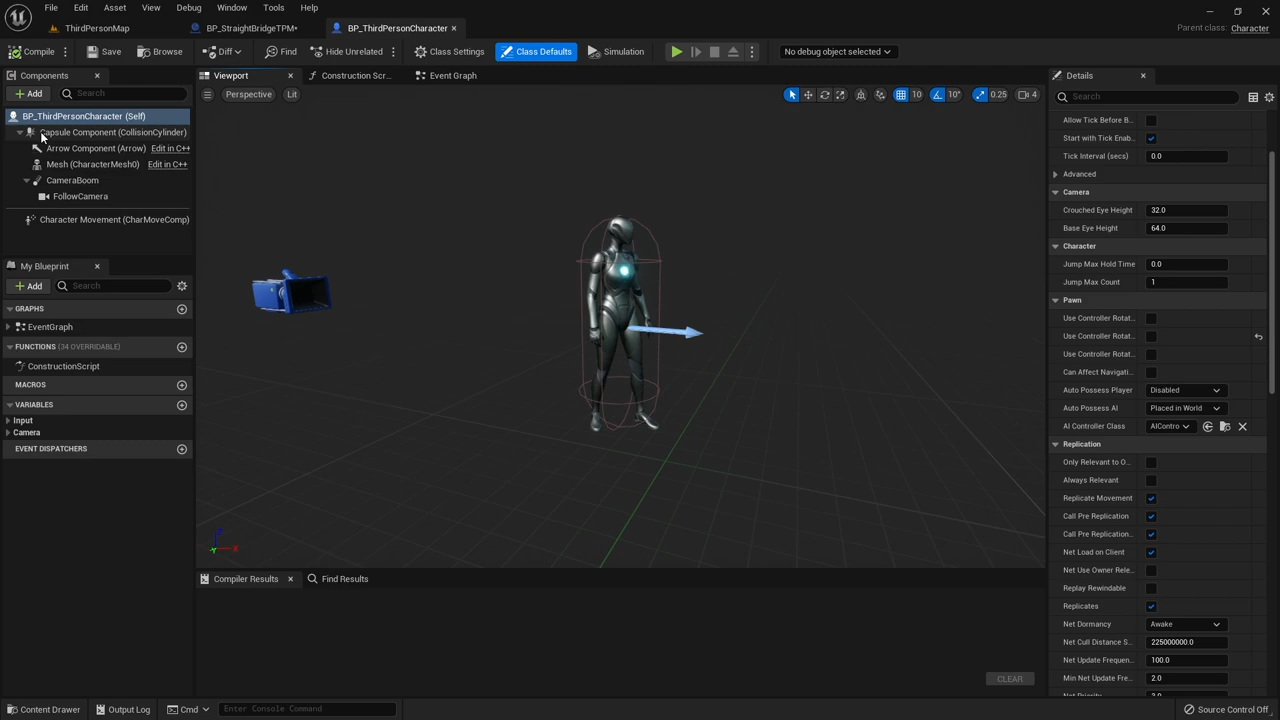 File Edit Asset View Debug Window Tools Help
ThirdPersonMap BP_StraightBridgeTPM* BP_ThirdPersonCharacter Parent class: Character
Compile Save Browse Diff Find Hide Unrelated Class Settings Class Defaults Simulation No debug object selected
Components Viewport Construction Scr... Event Graph Details
Add Search Perspective Lit 10 10° 0.25 4 Search
BP_ThirdPersonCharacter (Self)
Capsule Component (CollisionCylinder)
Arrow Component (Arrow) Edit in C++
Mesh (CharacterMesh0) Edit in C++
CameraBoom
FollowCamera
Character Movement (CharMoveComp)
My Blueprint
Add Search
GRAPHS
EventGraph
FUNCTIONS (34 OVERRIDABLE)
ConstructionScript
MACROS
VARIABLES
Input
Camera
EVENT DISPATCHERS
Z X Y
Compiler Results Find Results
CLEAR
Allow Tick Before B...
Start with Tick Enab...
Tick Interval (secs) 0.0
Advanced
Camera
Crouched Eye Height 32.0
Base Eye Height 64.0
Character
Jump Max Hold Time 0.0
Jump Max Count 1
Pawn
Use Controller Rotat...
Use Controller Rotat...
Use Controller Rotat...
Can Affect Navigati...
Auto Possess Player Disabled
Auto Possess AI Placed in World
AI Controller Class AIContro
Replication
Only Relevant to O...
Always Relevant
Replicate Movement
Call Pre Replication
Call Pre Replication...
Net Load on Client
Net Use Owner Rele...
Replay Rewindable
Replicates
Net Dormancy Awake
Net Cull Distance S... 225000000.0
Net Update Frequen... 100.0
Min Net Update Fre... 2.0
Net Priority 3.0
Content Drawer Output Log Cmd Enter Console Command Source Control Off